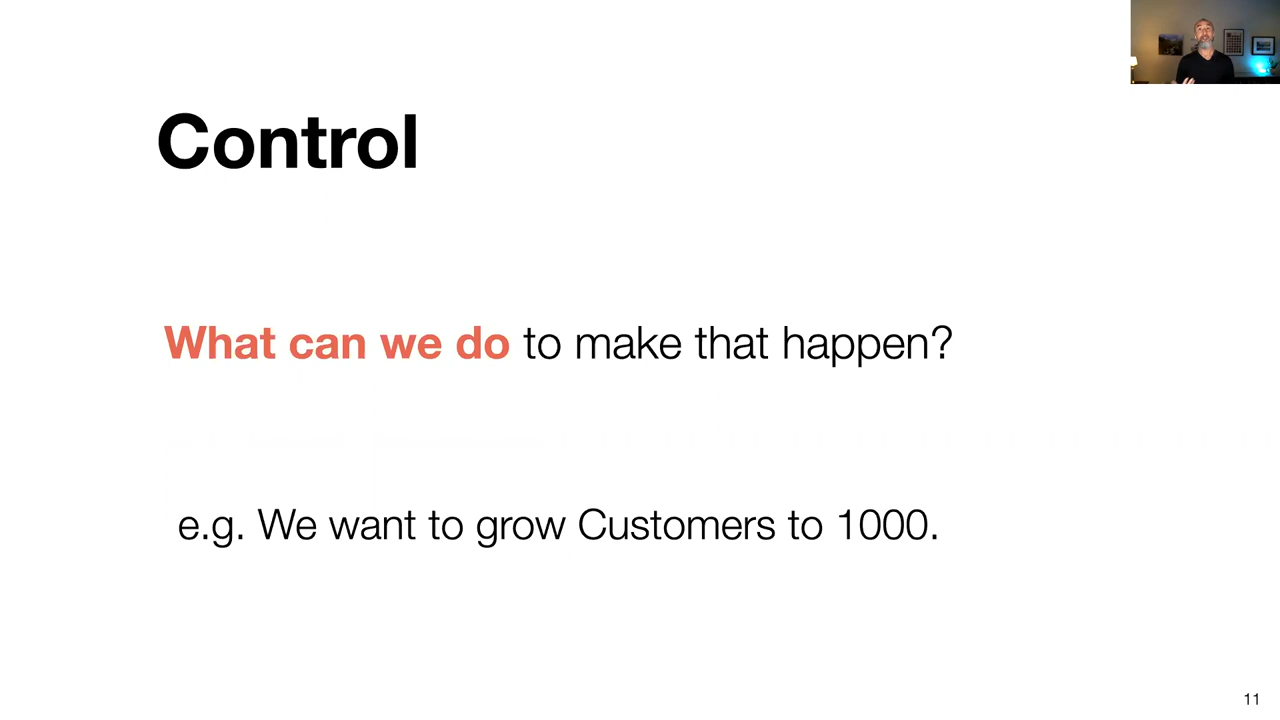 Control
What can we do to make that happen?
e.g. We want to grow Customers to 1000.
11